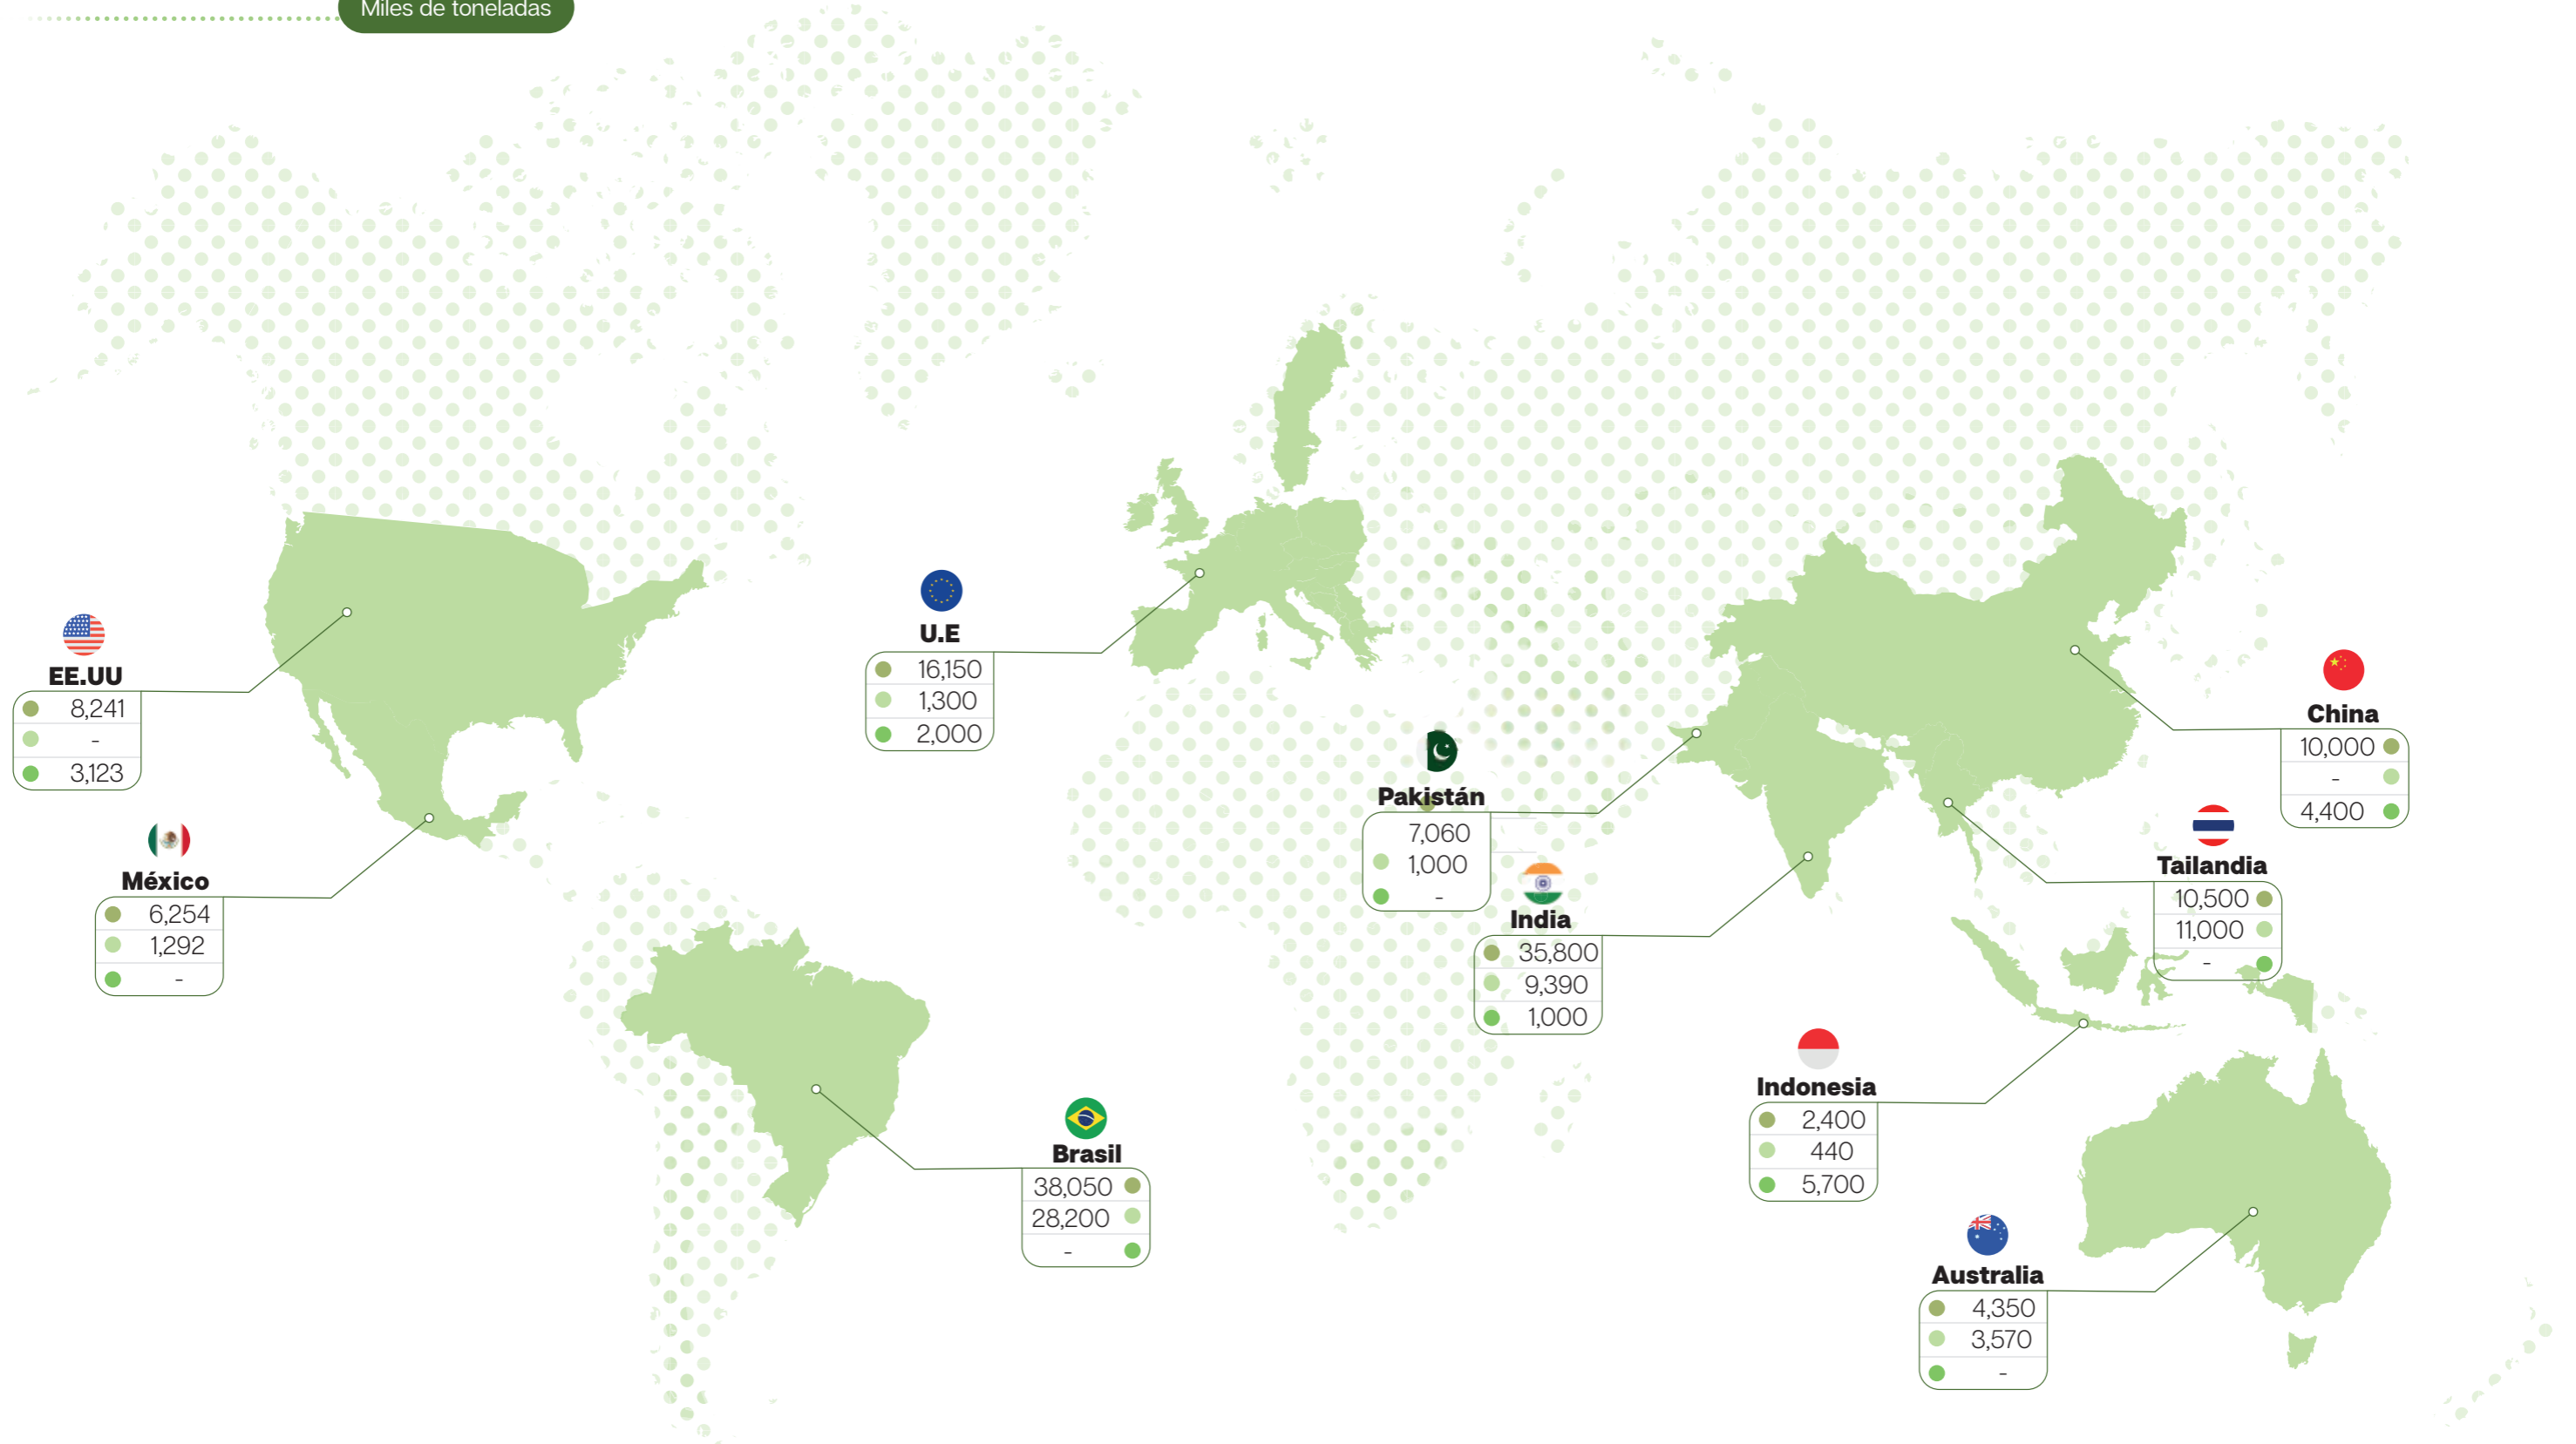 Miles de toneladas
EE.UU
8,241
-
3,123
México
6,254
1,292
-
U.E
16,150
1,300
2,000
Brasil
38,050
28,200
-
Pakistán
7,060
1,000
-
India
35,800
9,390
1,000
China
10,000
-
4,400
Tailandia
10,500
11,000
-
Indonesia
2,400
440
5,700
Australia
4,350
3,570
-